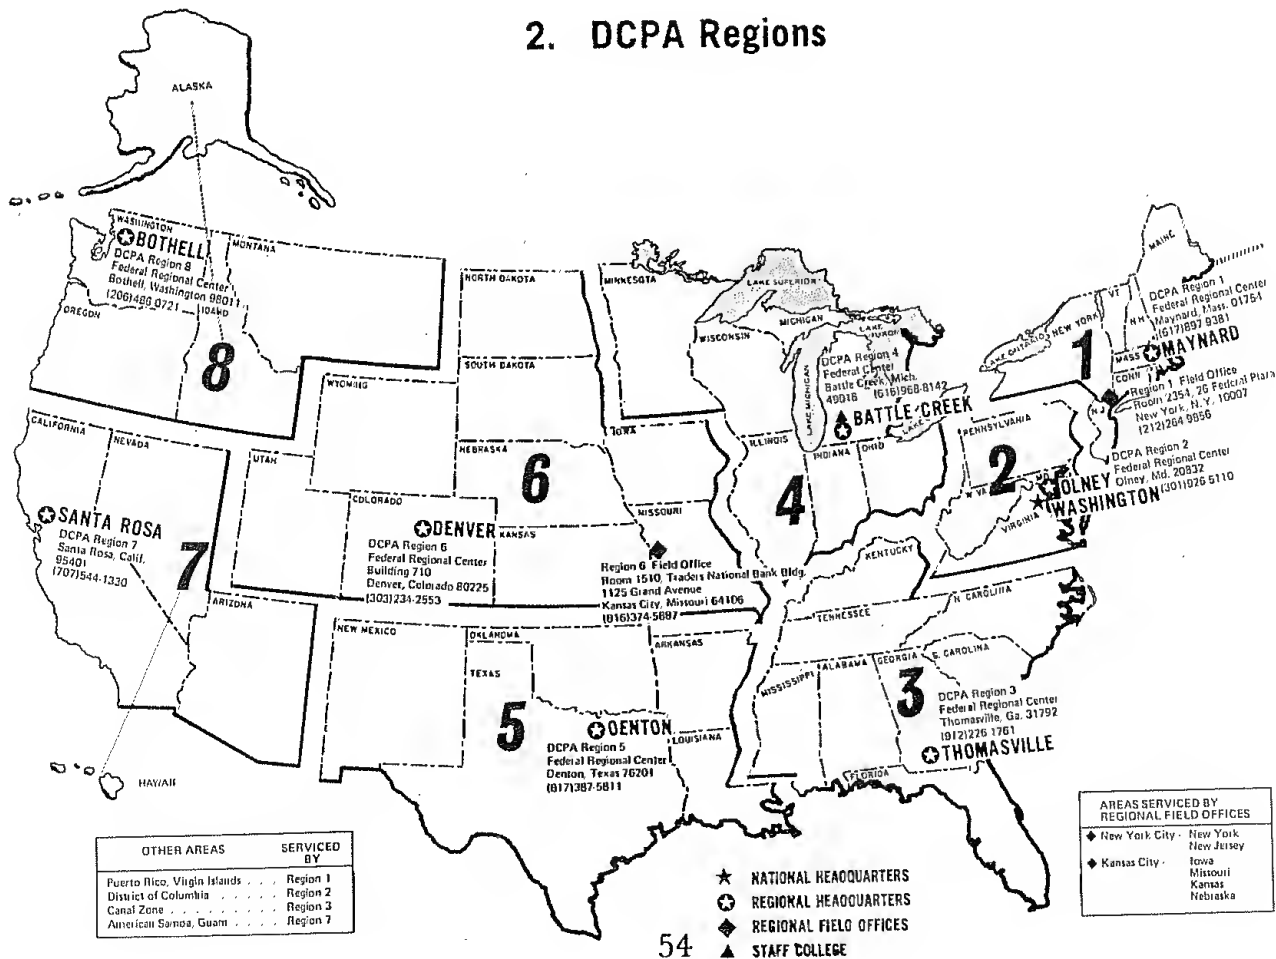 2. DCPA Regions
ALASKA
WASHINGTON
BOTHELL
DCPA Region 8
Federal Regional Center
Bothell, Washington 98011
(206)486 0721
MONTANA
OREGON
IDAHO
8
NORTH DAKOTA
MINNESOTA
LAKE SUPERIOR
MICHIGAN
WISCONSIN
LAKE HURON
LAKE MICHIGAN
DCPA Region 4
Federal Center
Battle Creek, Mich.
49016 (616)968-8142
BATTLE CREEK
LAKE ONTARIO
NEW YORK
VT
N H
MAINE
1
DCPA Region 1
Federal Regional Center
Maynard, Mass. 01754
(617)897 9381
MASS
MAYNARD
CONN
Region 1 Field Office
Room 2354, 26 Federal Plaza
New York, N.Y. 10007
(212)264 9856
N J
SOUTH DAKOTA
WYOMING
CALIFORNIA
NEVADA
UTAH
NEBRASKA
IOWA
ILLINOIS
INDIANA
OHIO
PENNSYLVANIA
2
DCPA Region 2
Federal Regional Center
Olney, Md. 20832
(301)926 5110
OLNEY
WASHINGTON
W VA
VIRGINIA
6
4
COLORADO
DENVER
DCPA Region 6
Federal Regional Center
Building 710
Denver, Colorado 80225
(303)234-2553
KANSAS
MISSOURI
Region 6 Field Office
Room 1510, Traders National Bank Bldg.
1125 Grand Avenue
Kansas City, Missouri 64106
(816)374-5887
KENTUCKY
SANTA ROSA
DCPA Region 7
Santa Rosa, Calif.
95401
(707)544-1330
7
ARIZONA
NEW MEXICO
OKLAHOMA
TEXAS
ARKANSAS
TENNESSEE
N CAROLINA
S. CAROLINA
MISSISSIPPI
ALABAMA
GEORGIA
3
DCPA Region 3
Federal Regional Center
Thomasville, Ga. 31792
(912)226 1761
THOMASVILLE
5
DENTON
DCPA Region 5
Federal Regional Center
Denton, Texas 76201
(817)387-5811
LOUISIANA
FLORIDA
HAWAII
OTHER AREAS SERVICED BY
Puerto Rico, Virgin Islands . . . Region 1
District of Columbia . . . . . . Region 2
Canal Zone . . . . . . . . Region 3
American Samoa, Guam . . . . Region 7
AREAS SERVICED BY
REGIONAL FIELD OFFICES
New York City - New York
New Jersey
Kansas City - Iowa
Missouri
Kansas
Nebraska
NATIONAL HEADQUARTERS
REGIONAL HEADQUARTERS
REGIONAL FIELD OFFICES
STAFF COLLEGE
54